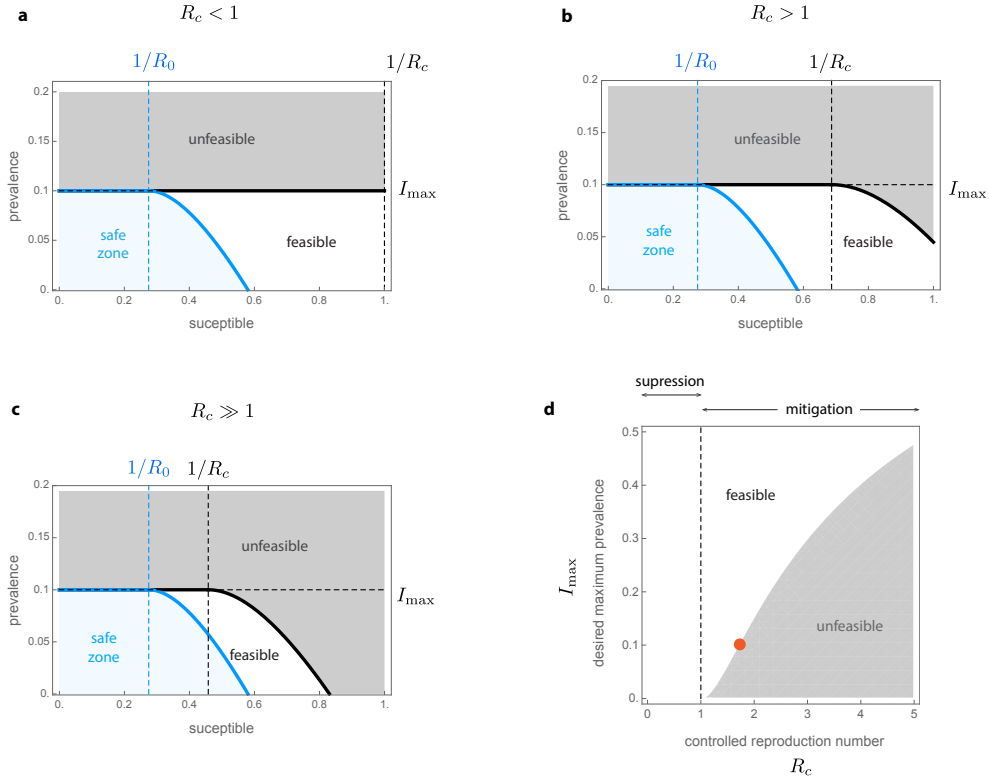 a
R_c < 1
1/R_0
1/R_c
0.2
0.15
0.1
0.05
0.
prevalence
unfeasible
I_max
safe
zone
feasible
0. 0.2 0.4 0.6 0.8 1.
suceptible
b
R_c > 1
1/R_0
1/R_c
0.2
0.15
0.1
0.05
0.
prevalence
unfeasible
I_max
safe
zone
feasible
0. 0.2 0.4 0.6 0.8 1.
suceptible
c
R_c ≫ 1
1/R_0
1/R_c
0.2
0.15
0.1
0.05
0.
prevalence
unfeasible
I_max
safe
zone
feasible
0. 0.2 0.4 0.6 0.8 1.
suceptible
d
supression
mitigation
0.5
0.4
0.3
0.2
0.1
0.
I_max
desired maximum prevalence
feasible
unfeasible
0 1 2 3 4 5
controlled reproduction number
R_c